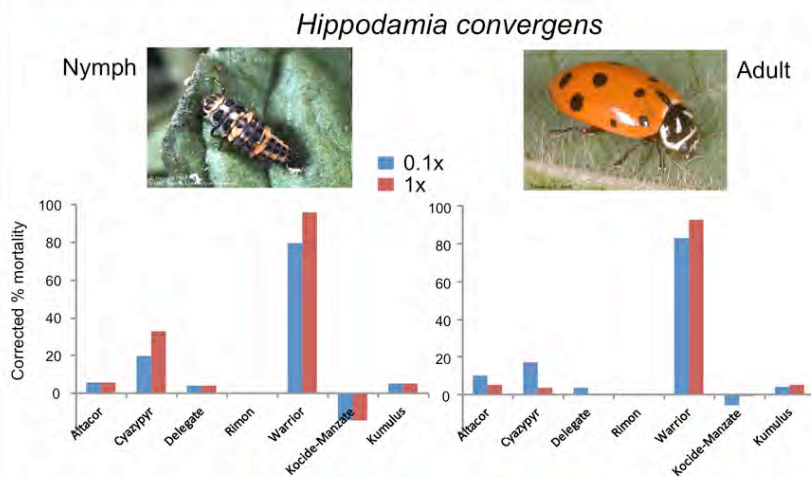 Hippodamia convergens
Nymph
Adult
0.1x
1x
Corrected % mortality
100
80
60
40
20
0
Altacor
Cyazypyr
Delegate
Rimon
Warrior
Kocide-Manzate
Kumulus
100
80
60
40
20
0
Altacor
Cyazypyr
Delegate
Rimon
Warrior
Kocide-Manzate
Kumulus